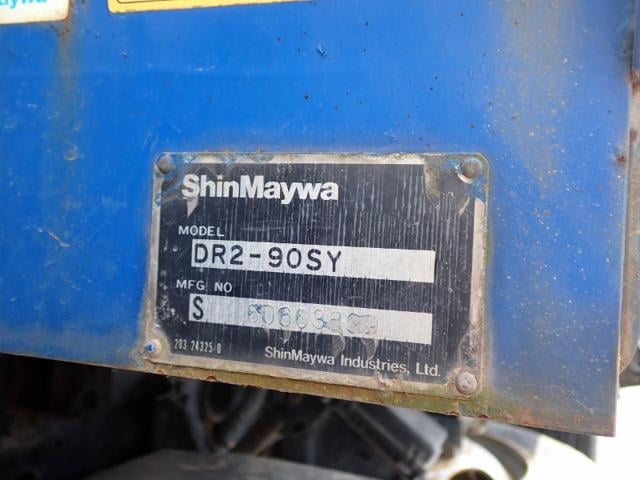 ShinMaywa
MODEL
DR2-90SY
MFG NO
S
203 24325-0
ShinMaywa Industries, Ltd.